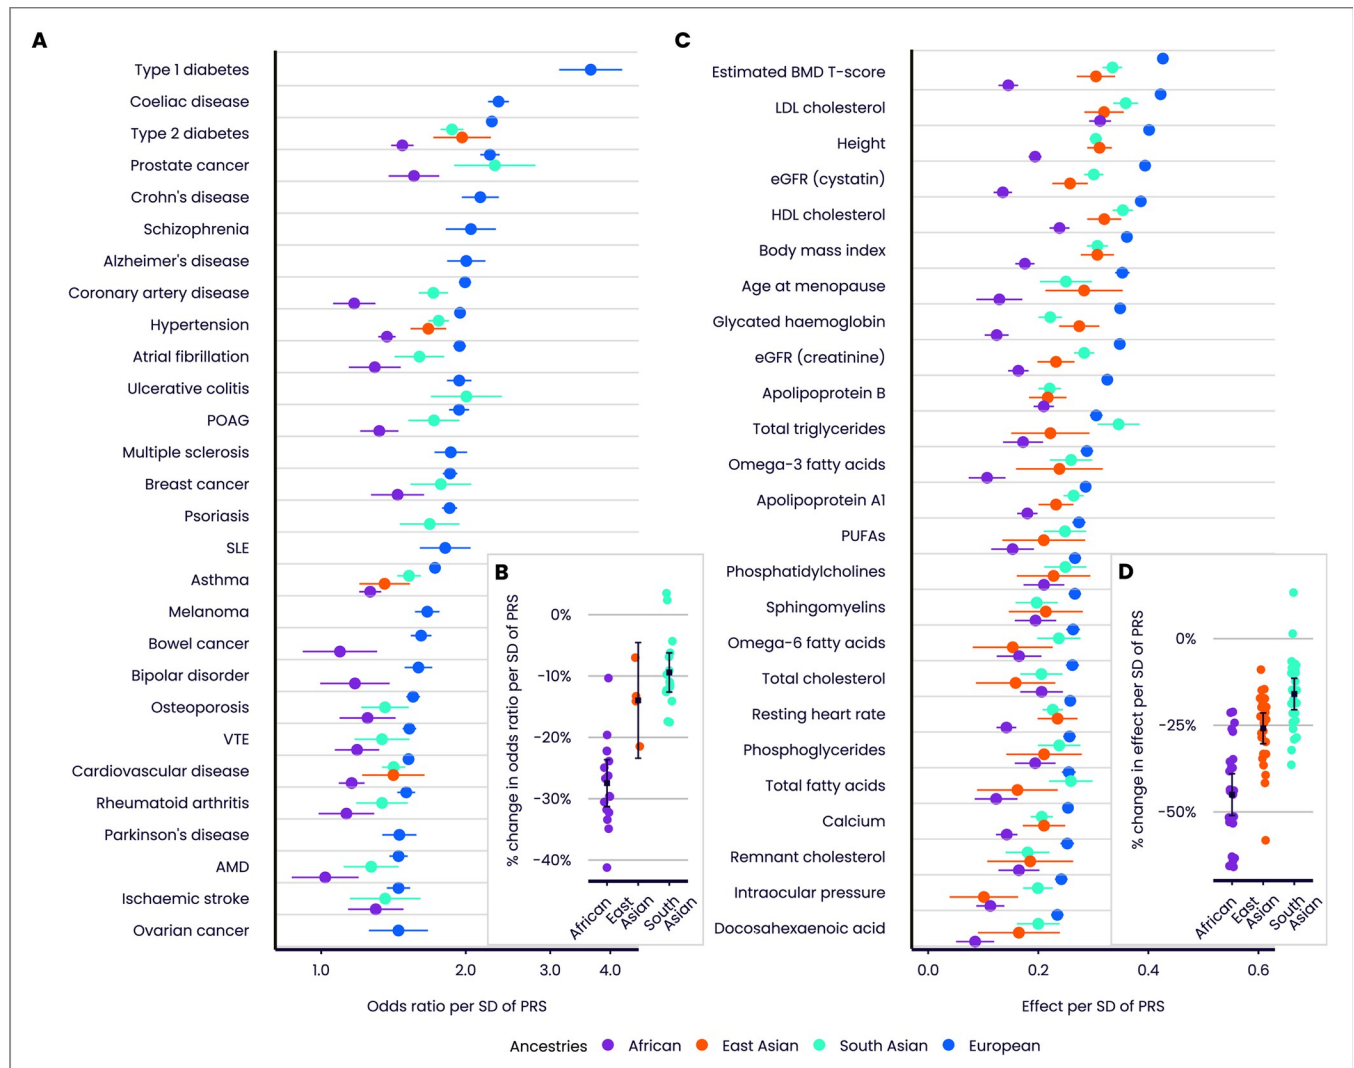 A
Type 1 diabetes
Coeliac disease
Type 2 diabetes
Prostate cancer
Crohn's disease
Schizophrenia
Alzheimer's disease
Coronary artery disease
Hypertension
Atrial fibrillation
Ulcerative colitis
POAG
Multiple sclerosis
Breast cancer
Psoriasis
SLE
Asthma
Melanoma
Bowel cancer
Bipolar disorder
Osteoporosis
VTE
Cardiovascular disease
Rheumatoid arthritis
Parkinson's disease
AMD
Ischaemic stroke
Ovarian cancer
1.0 2.0 3.0 4.0
Odds ratio per SD of PRS
B
% change in odds ratio per SD of PRS
0%
−10%
−20%
−30%
−40%
African
East
Asian
South
Asian
C
Estimated BMD T-score
LDL cholesterol
Height
eGFR (cystatin)
HDL cholesterol
Body mass index
Age at menopause
Glycated haemoglobin
eGFR (creatinine)
Apolipoprotein B
Total triglycerides
Omega-3 fatty acids
Apolipoprotein A1
PUFAs
Phosphatidylcholines
Sphingomyelins
Omega-6 fatty acids
Total cholesterol
Resting heart rate
Phosphoglycerides
Total fatty acids
Calcium
Remnant cholesterol
Intraocular pressure
Docosahexaenoic acid
0.0 0.2 0.4 0.6
Effect per SD of PRS
D
% change in effect per SD of PRS
0%
−25%
−50%
African
East
Asian
South
Asian
Ancestries African East Asian South Asian European